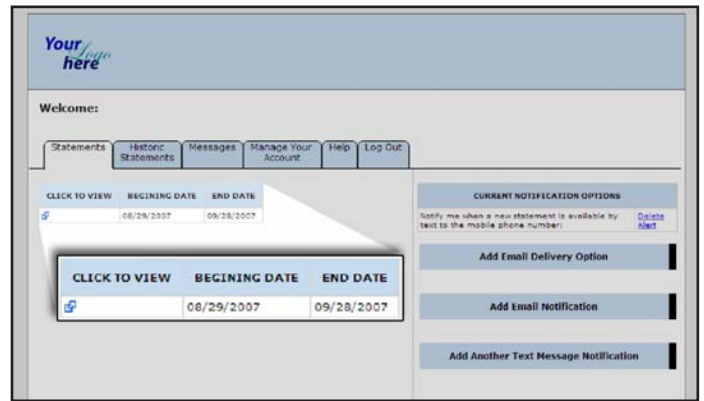 Your
Logo
here
Welcome:
Statements
Historic
Statements
Messages
Manage Your
Account
Help
Log Out
CLICK TO VIEW BEGINING DATE END DATE
08/29/2007 09/28/2007
CLICK TO VIEW BEGINING DATE END DATE
08/29/2007 09/28/2007
CURRENT NOTIFICATION OPTIONS
Notify me when a new statement is available by
text to the mobile phone number:
Delete
Alert
Add Email Delivery Option
Add Email Notification
Add Another Text Message Notification